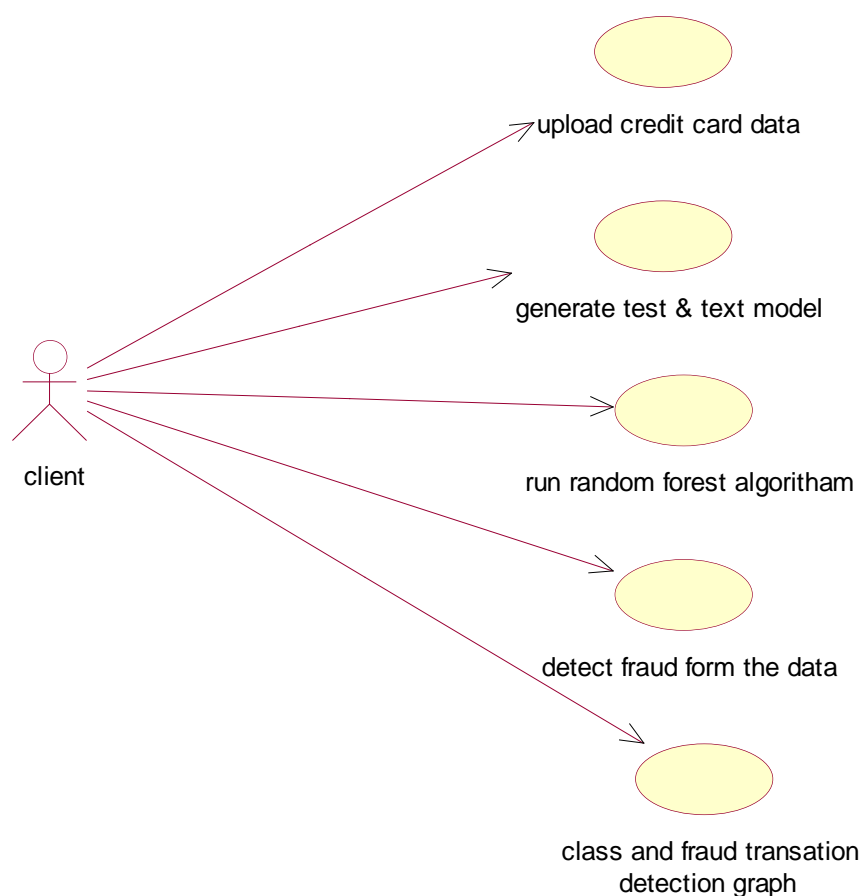 upload credit card data
generate test & text model
client
run random forest algoritham
detect fraud form the data
class and fraud transation
detection graph